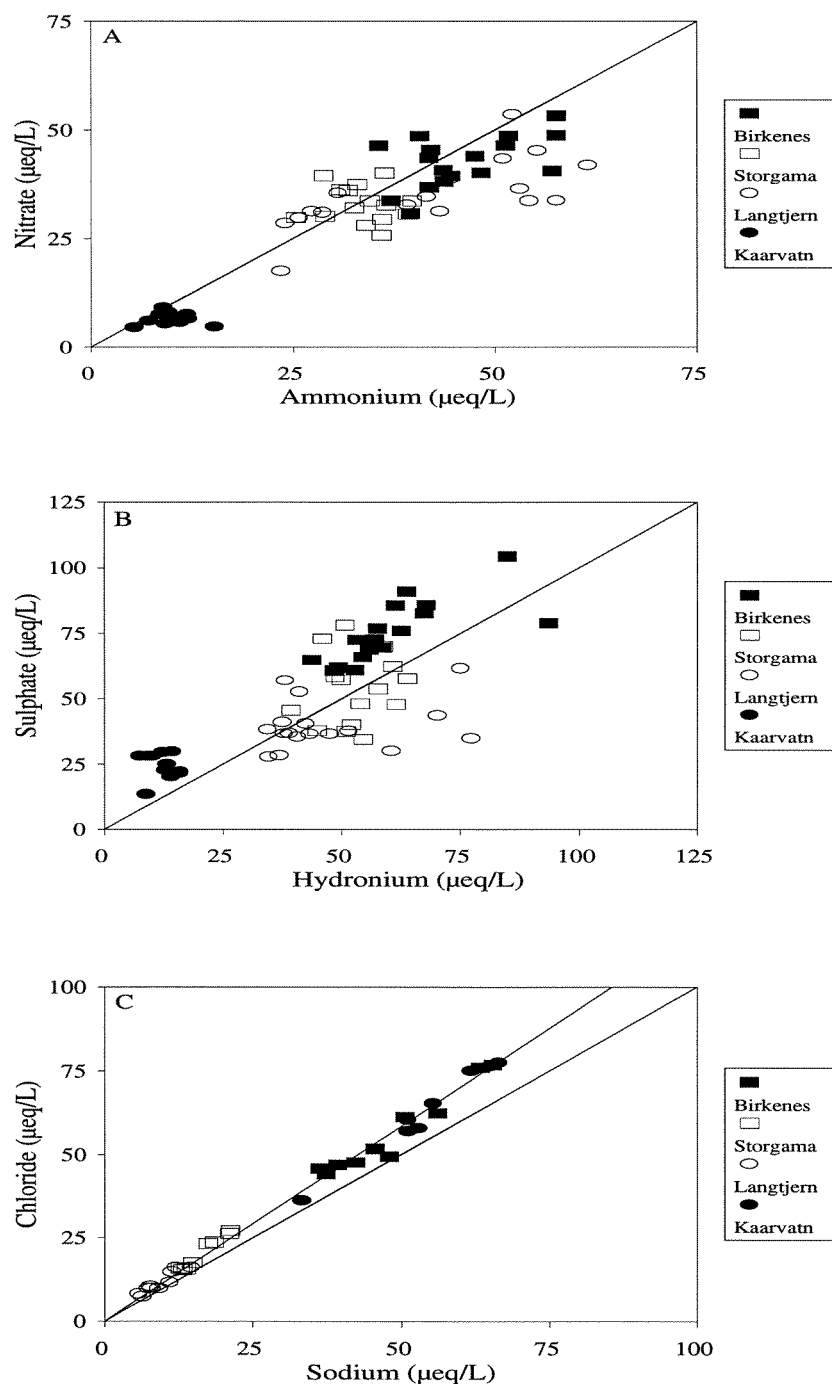 A
75
50
25
0
Nitrate (µeq/L)
0 25 50 75
Ammonium (µeq/L)
Birkenes
Storgama
Langtjern
Kaarvatn
B
125
100
75
50
25
0
Sulphate (µeq/L)
0 25 50 75 100 125
Hydronium (µeq/L)
Birkenes
Storgama
Langtjern
Kaarvatn
C
100
75
50
25
0
Chloride (µeq/L)
0 25 50 75 100
Sodium (µeq/L)
Birkenes
Storgama
Langtjern
Kaarvatn